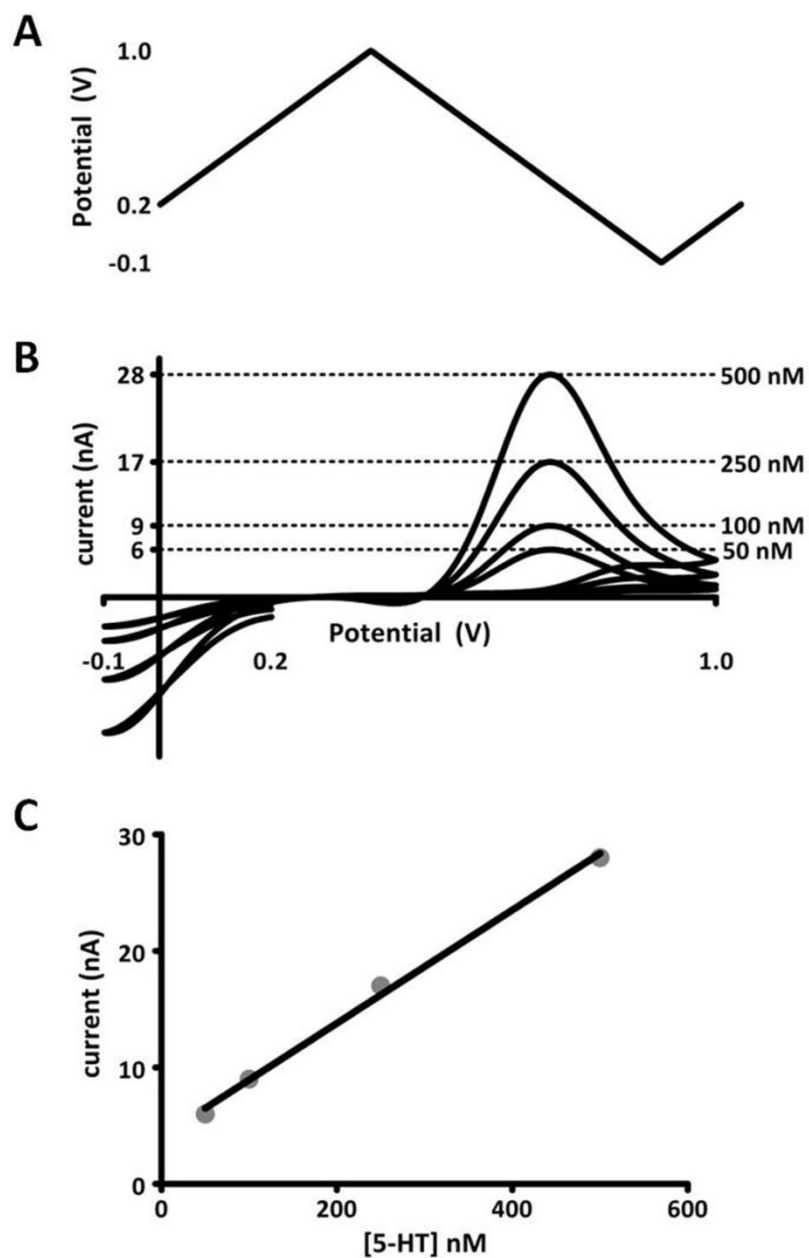 A
Potential (V)
1.0
0.2
-0.1
B
current (nA)
28
17
9
6
500 nM
250 nM
100 nM
50 nM
Potential (V)
-0.1
0.2
1.0
C
current (nA)
30
20
10
0
0
200
400
600
[5-HT] nM